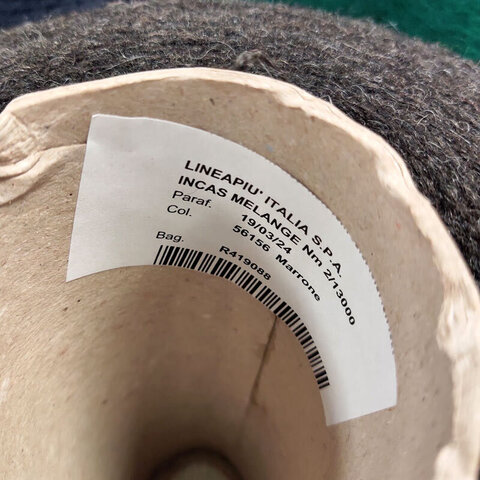 LINEAPIU' ITALIA S.P.A.
INCAS MELANGE Nm 2/13000
Paraf. 19/03/24
Col. 56156 Marrone
Bag. R419088